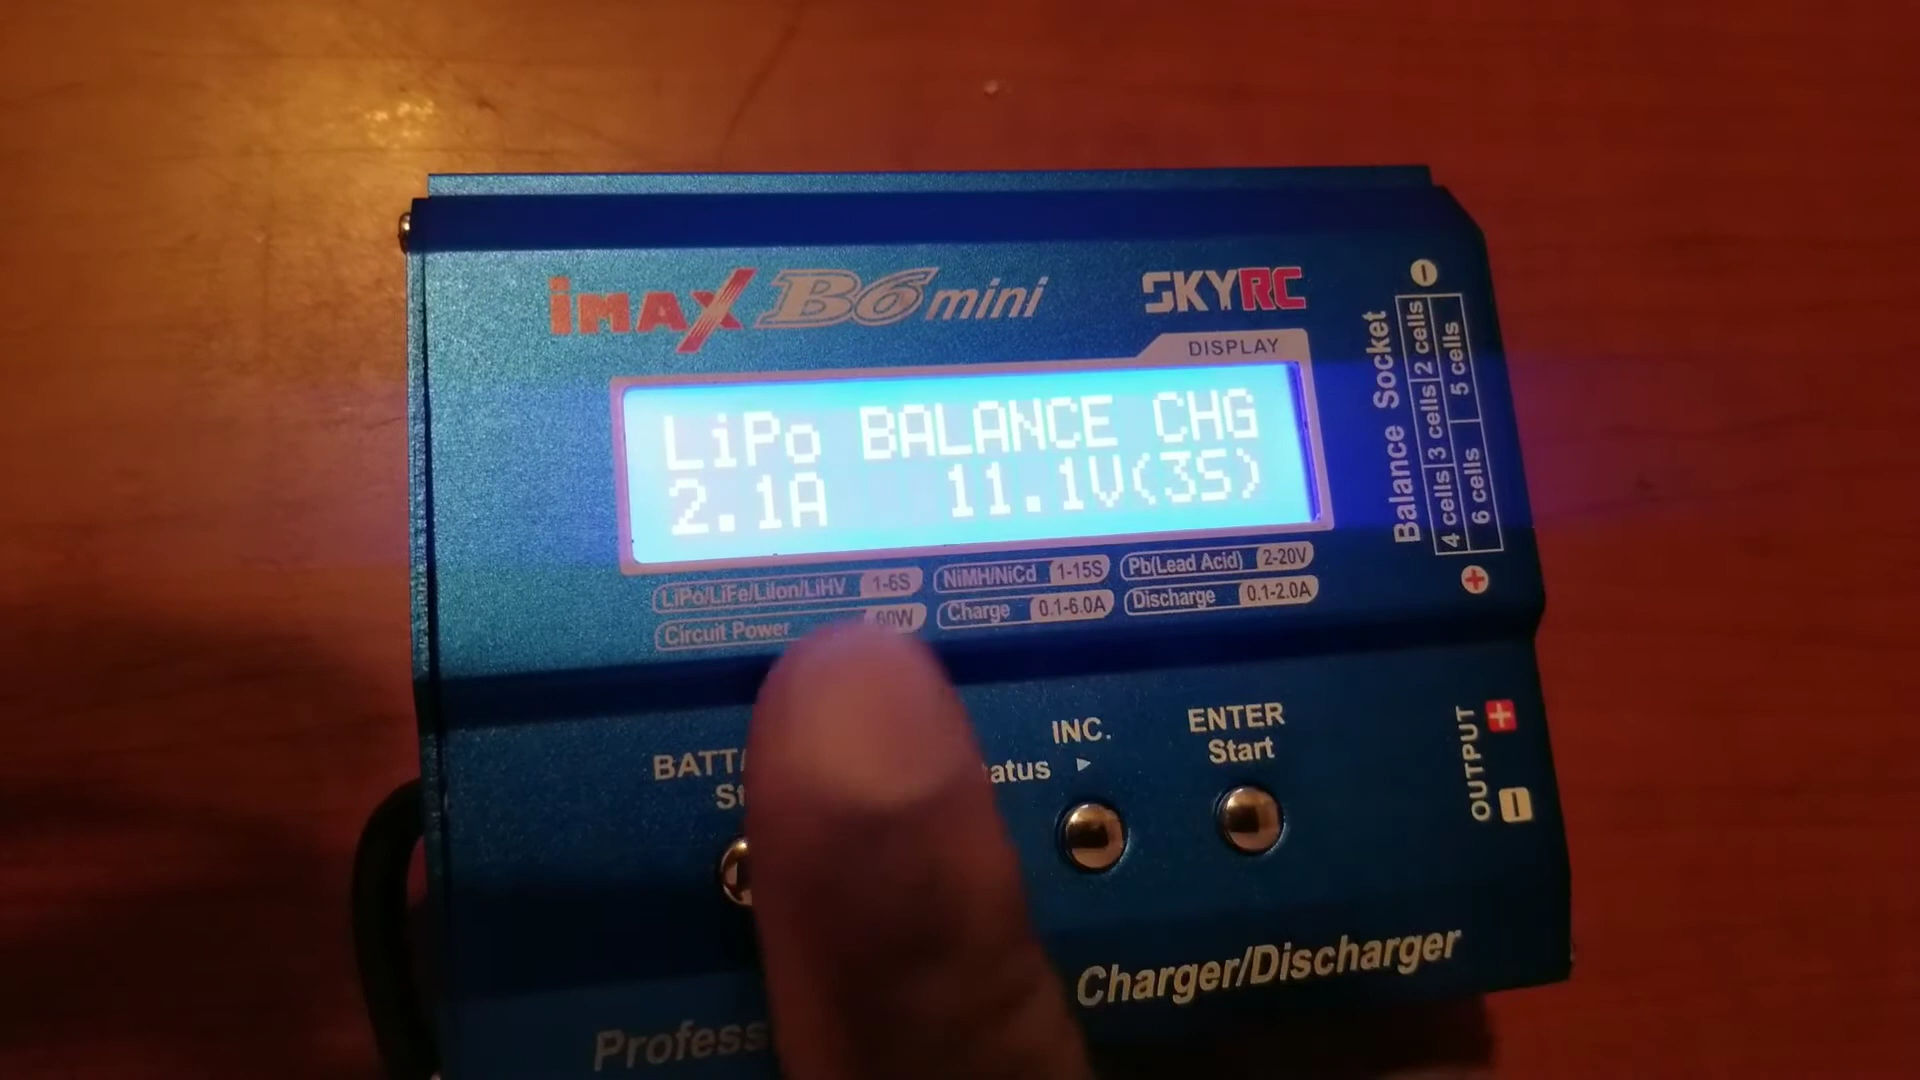 iMAX B6 mini SKYRC
DISPLAY
LiPo BALANCE CHG
2.1A 11.1V(3S)
LiPo/LiFe/LiIon/LiHV 1-6S
NiMH/NiCd 1-15S
Pb(Lead Acid) 2-20V
Circuit Power 60W
Charge 0.1-6.0A
Discharge 0.1-2.0A
Balance Socket
4 cells 3 cells 2 cells
6 cells 5 cells
BATT/
INC.
ENTER
Start
OUTPUT
Charger/Discharger